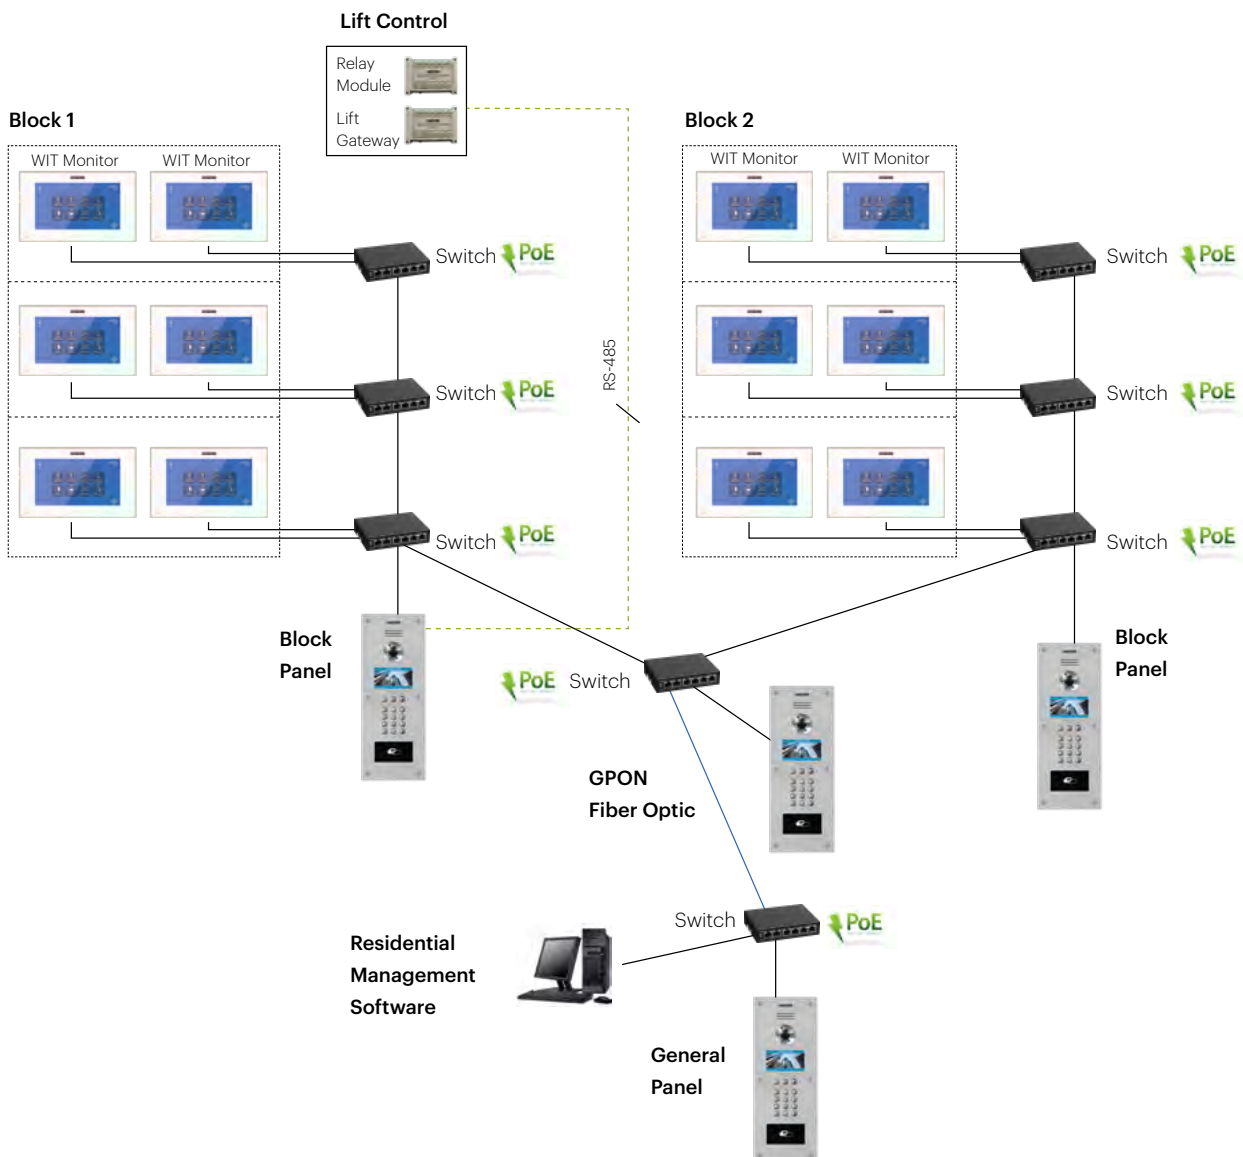 Lift Control
Relay
Module
Lift
Gateway
Block 1
Block 2
WIT Monitor
WIT Monitor
WIT Monitor
WIT Monitor
Switch
PoE
Switch
PoE
RS-485
Switch
PoE
Switch
PoE
Switch
PoE
Switch
PoE
Block
Panel
Block
Panel
PoE
Switch
GPON
Fiber Optic
Switch
PoE
Residential
Management
Software
General
Panel